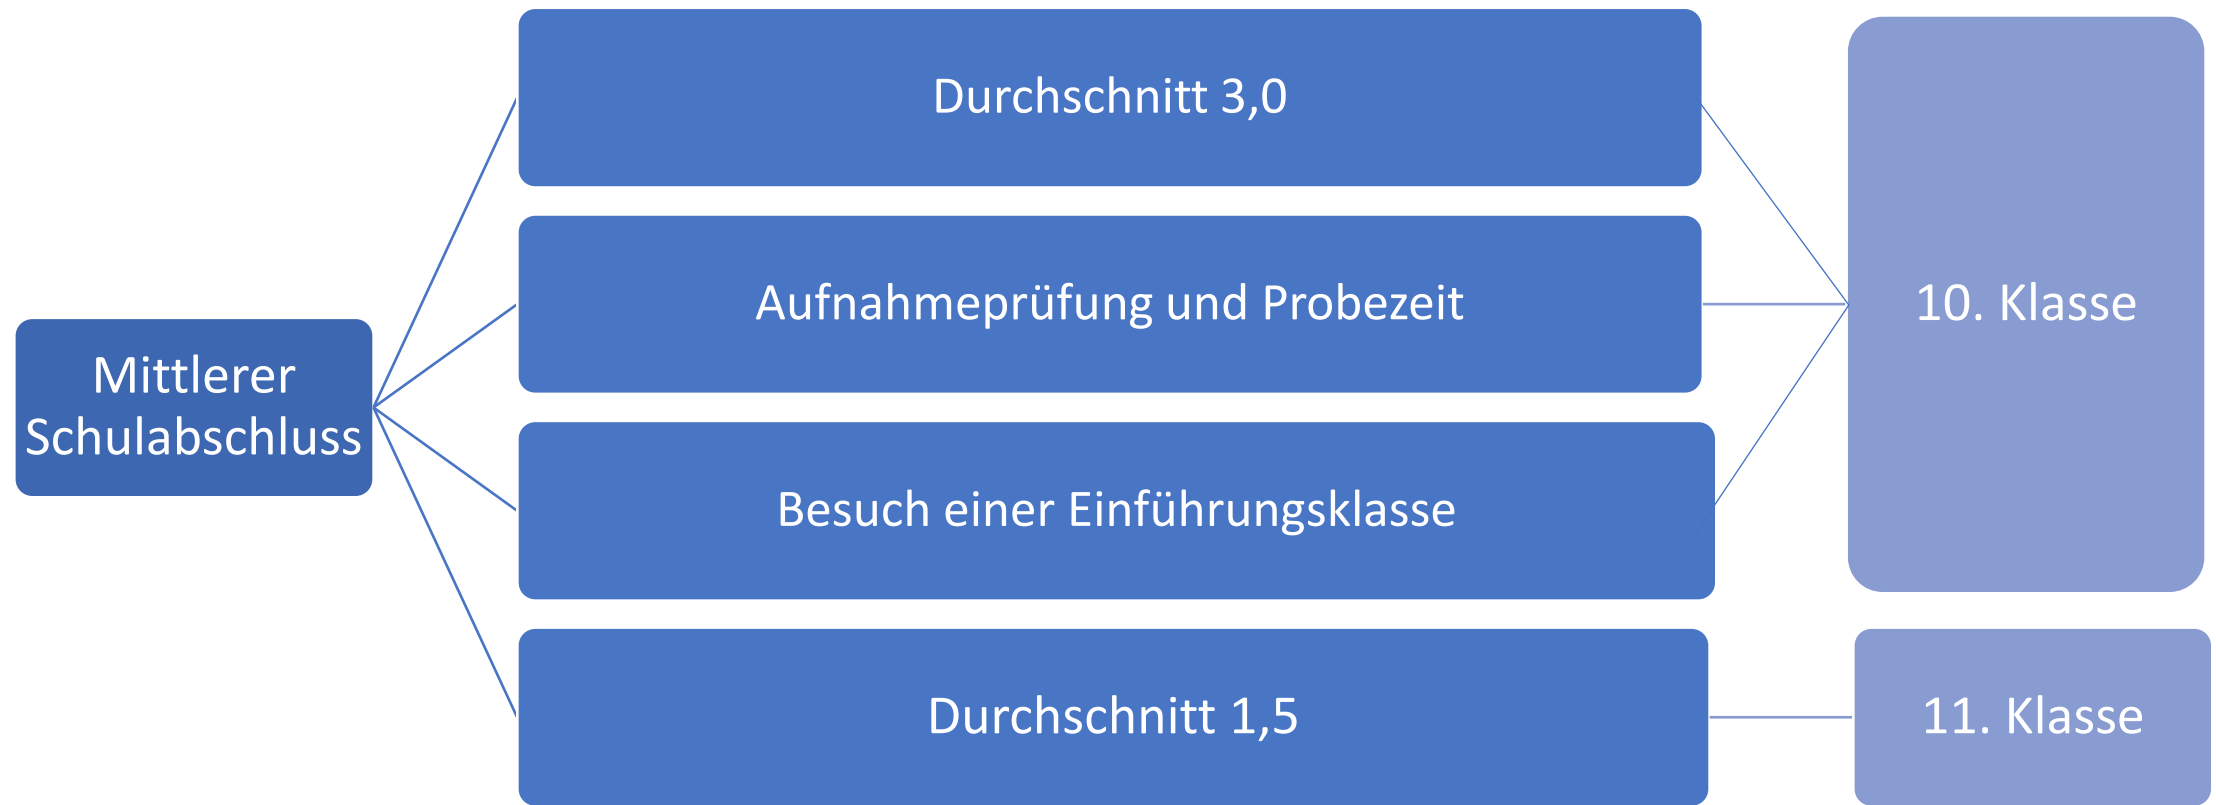 Mittlerer
Schulabschluss
Durchschnitt 3,0
Aufnahmeprüfung und Probezeit
Besuch einer Einführungsklasse
Durchschnitt 1,5
10. Klasse
11. Klasse